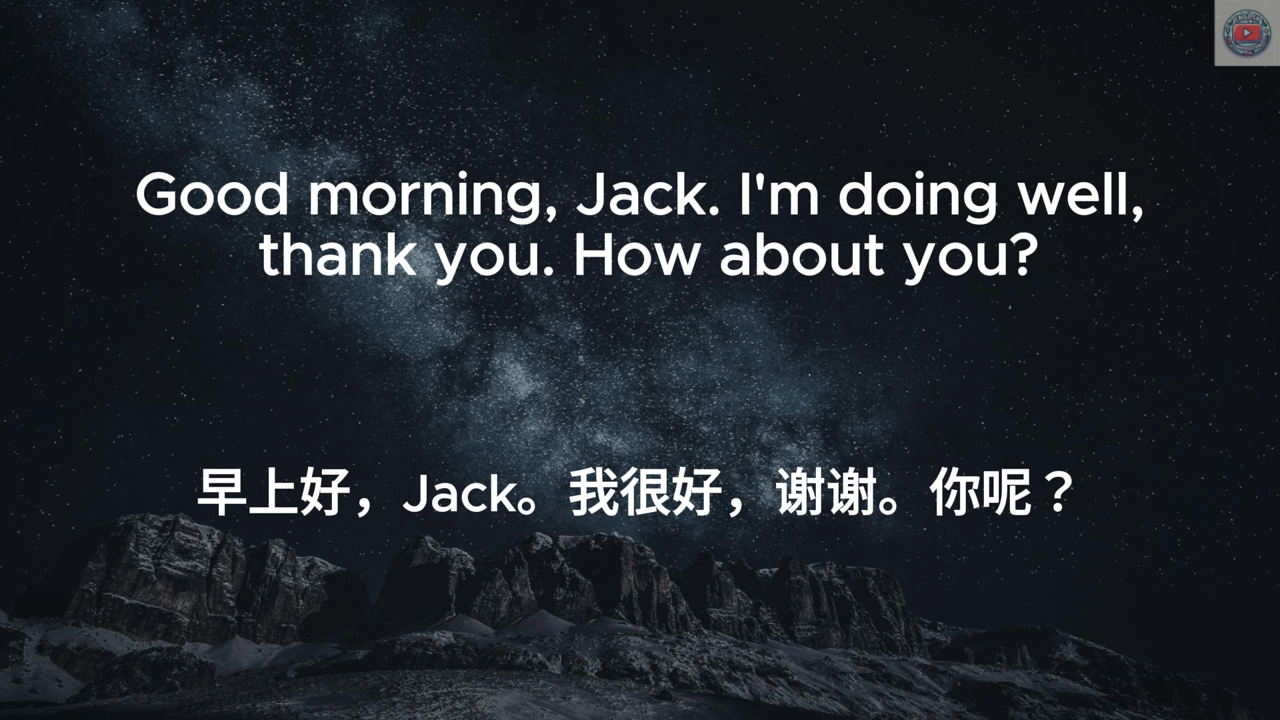 Good morning, Jack. I'm doing well,
thank you. How about you?
早上好，Jack。我很好，谢谢。你呢？